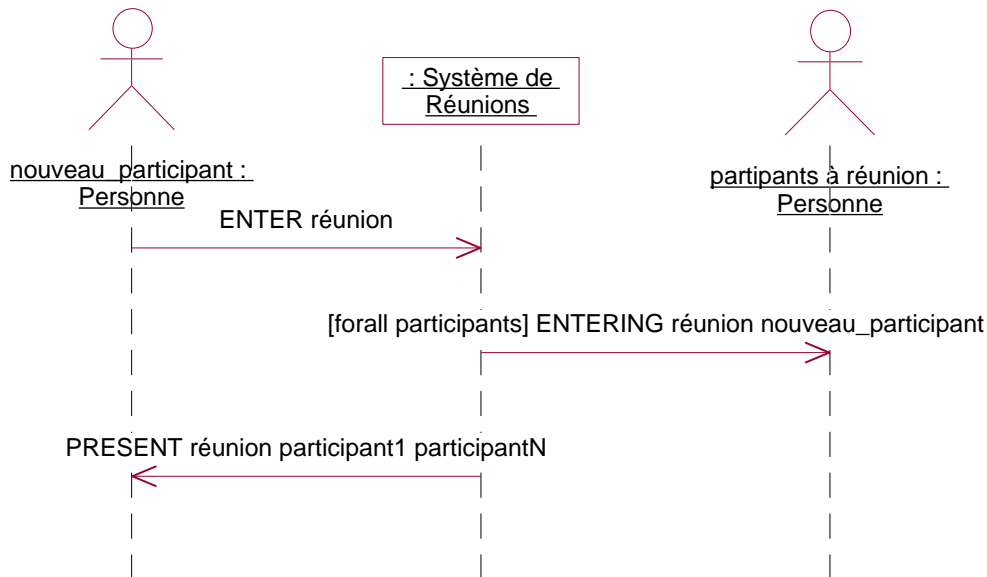 : Système de
Réunions
nouveau_participant :
Personne
partipants à réunion :
Personne
ENTER réunion
[forall participants] ENTERING réunion nouveau_participant
PRESENT réunion participant1 participantN